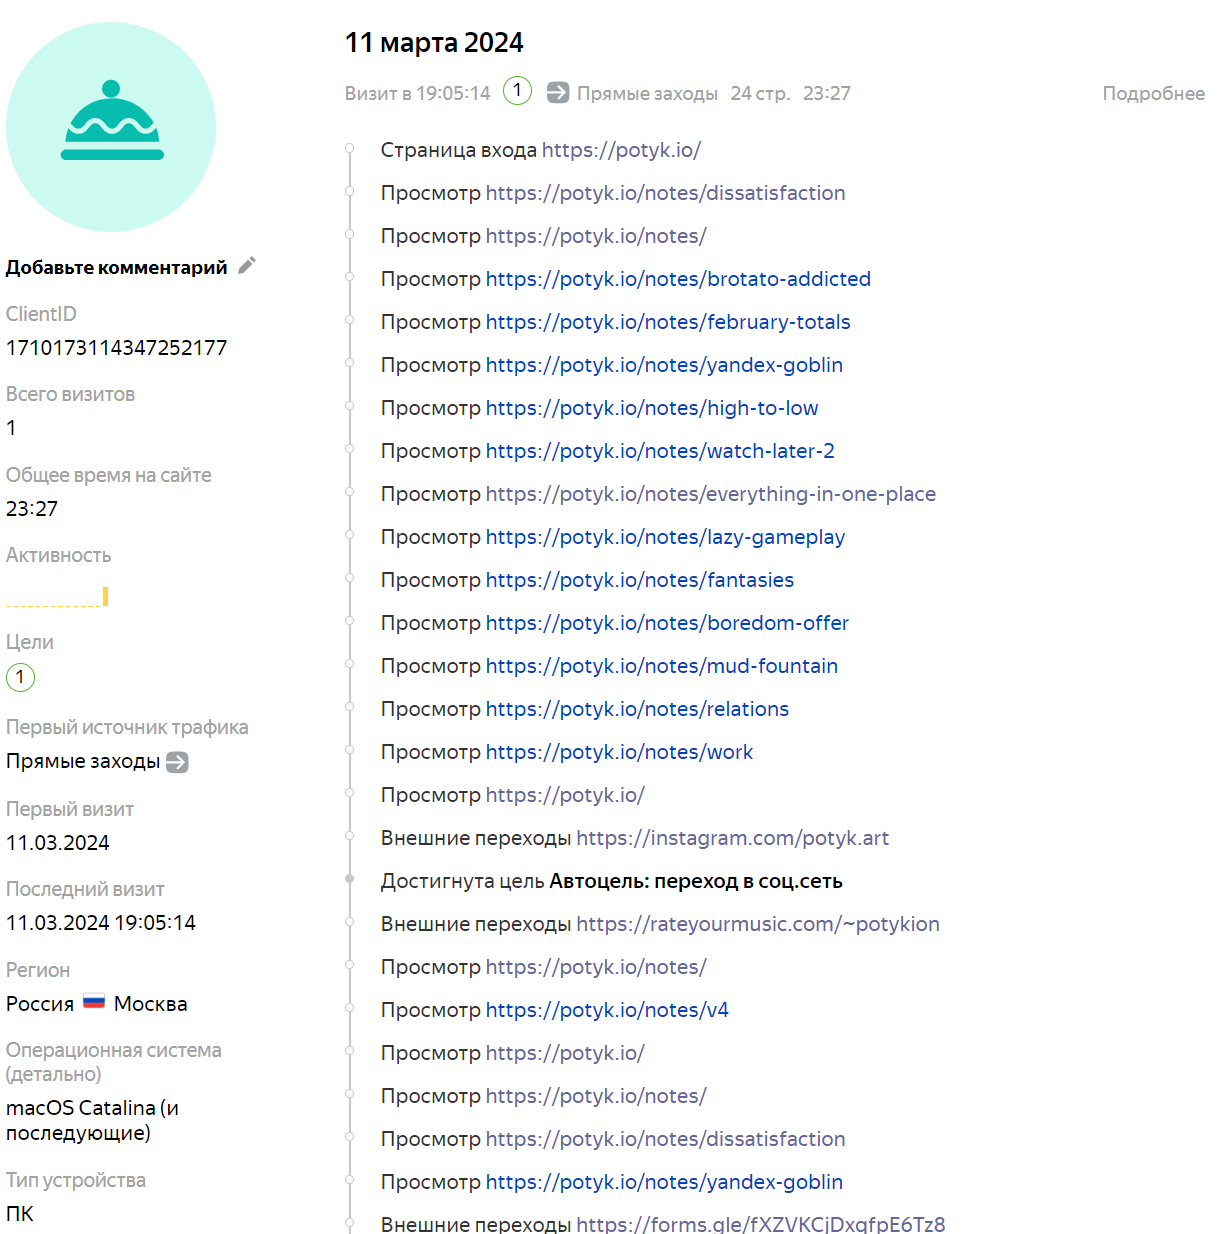 Добавьте комментарий
ClientID
1710173114347252177
Всего визитов
1
Общее время на сайте
23:27
Активность
Цели
1
Первый источник трафика
Прямые заходы
Первый визит
11.03.2024
Последний визит
11.03.2024 19:05:14
Регион
Россия Москва
Операционная система
(детально)
macOS Catalina (и
последующие)
Тип устройства
ПК
11 марта 2024
Визит в 19:05:14 1 Прямые заходы 24 стр. 23:27 Подробнее
Страница входа https://potyk.io/
Просмотр https://potyk.io/notes/dissatisfaction
Просмотр https://potyk.io/notes/
Просмотр https://potyk.io/notes/brotato-addicted
Просмотр https://potyk.io/notes/february-totals
Просмотр https://potyk.io/notes/yandex-goblin
Просмотр https://potyk.io/notes/high-to-low
Просмотр https://potyk.io/notes/watch-later-2
Просмотр https://potyk.io/notes/everything-in-one-place
Просмотр https://potyk.io/notes/lazy-gameplay
Просмотр https://potyk.io/notes/fantasies
Просмотр https://potyk.io/notes/boredom-offer
Просмотр https://potyk.io/notes/mud-fountain
Просмотр https://potyk.io/notes/relations
Просмотр https://potyk.io/notes/work
Просмотр https://potyk.io/
Внешние переходы https://instagram.com/potyk.art
Достигнута цель Автоцель: переход в соц.сеть
Внешние переходы https://rateyourmusic.com/~potykion
Просмотр https://potyk.io/notes/
Просмотр https://potyk.io/notes/v4
Просмотр https://potyk.io/
Просмотр https://potyk.io/notes/
Просмотр https://potyk.io/notes/dissatisfaction
Просмотр https://potyk.io/notes/yandex-goblin
Внешние переходы https://forms.gle/fXZVKCjDxqfpE6Tz8